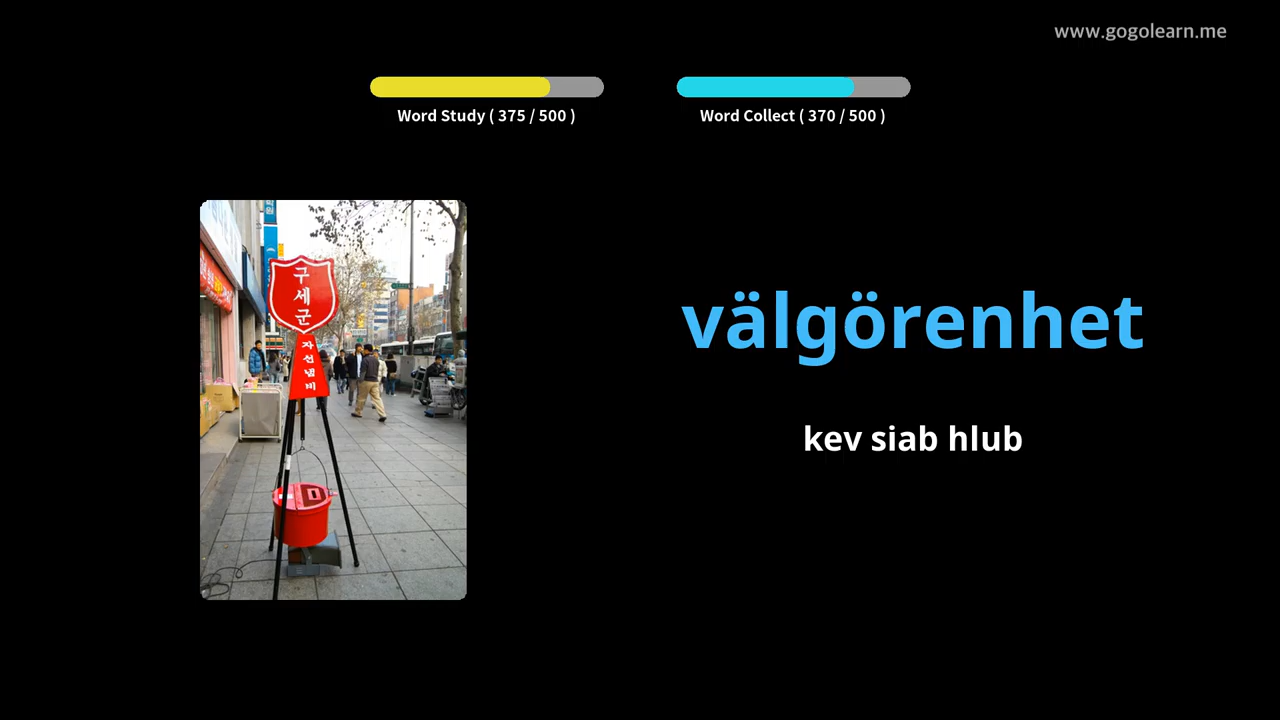 www.gogolearn.me
Word Study ( 375 / 500 )
Word Collect ( 370 / 500 )
구세군
자선냄비
välgörenhet
kev siab hlub